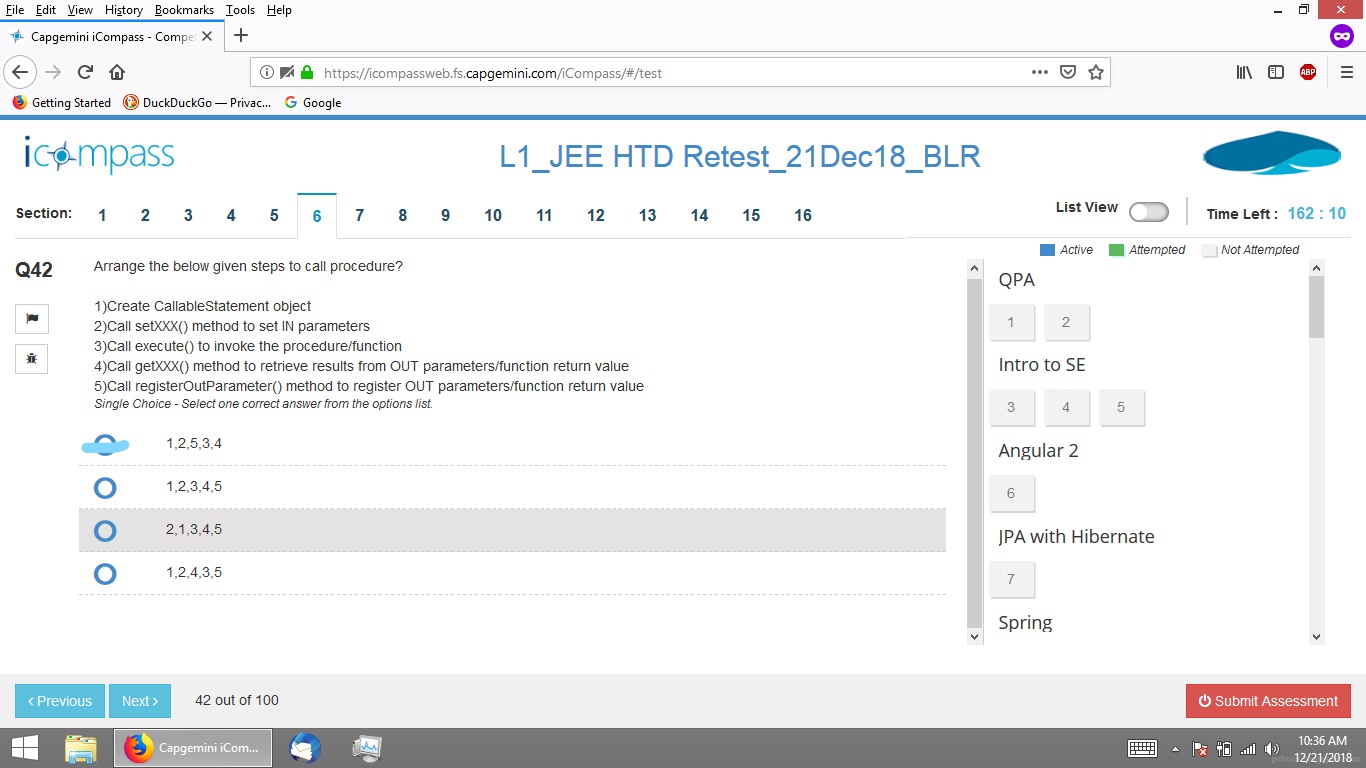 File Edit View History Bookmarks Tools Help
Capgemini iCompass - Compe
https://icompassweb.fs.capgemini.com/iCompass/#/test
ABP
Getting Started DuckDuckGo — Privac... Google
icompass
L1_JEE HTD Retest_21Dec18_BLR
Section: 1 2 3 4 5 6 7 8 9 10 11 12 13 14 15 16
List View
Time Left : 162 : 10
Active Attempted Not Attempted
Q42
Arrange the below given steps to call procedure?
1)Create CallableStatement object
2)Call setXXX() method to set IN parameters
3)Call execute() to invoke the procedure/function
4)Call getXXX() method to retrieve results from OUT parameters/function return value
5)Call registerOutParameter() method to register OUT parameters/function return value
Single Choice - Select one correct answer from the options list.
1,2,5,3,4
1,2,3,4,5
2,1,3,4,5
1,2,4,3,5
QPA
1 2
Intro to SE
3 4 5
Angular 2
6
JPA with Hibernate
7
Spring
Previous Next 42 out of 100
Submit Assessment
Capgemini iCom...
10:36 AM
12/21/2018